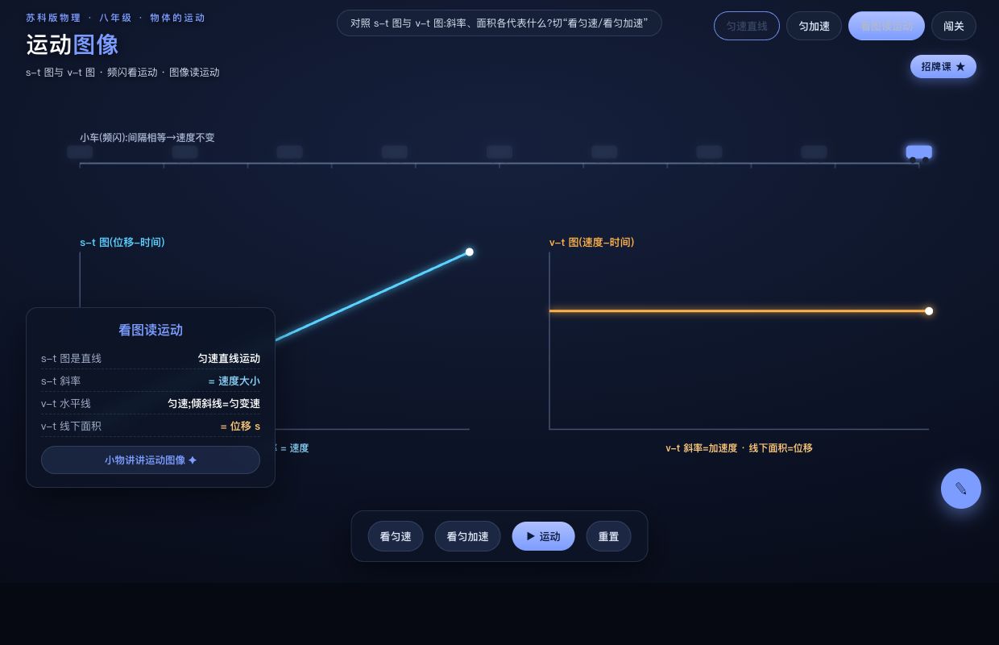 苏科版物理 · 八年级 · 物体的运动
运动图像
s–t 图与 v–t 图 · 频闪看运动 · 图像读运动
对照 s–t 图与 v–t 图:斜率、面积各代表什么?切“看匀速/看匀加速”
匀速直线
匀加速
看图读运动
闯关
招牌课 ★
小车(频闪):间隔相等→速度不变
s–t 图(位移–时间)
v–t 图(速度–时间)
看图读运动
s–t 图是直线 匀速直线运动
s–t 斜率 = 速度大小
v–t 水平线 匀速;倾斜线=匀变速
v–t 线下面积 = 位移 s
小物讲讲运动图像 ✦
= 速度
v–t 斜率=加速度 · 线下面积=位移
看匀速
看匀加速
▶ 运动
重置